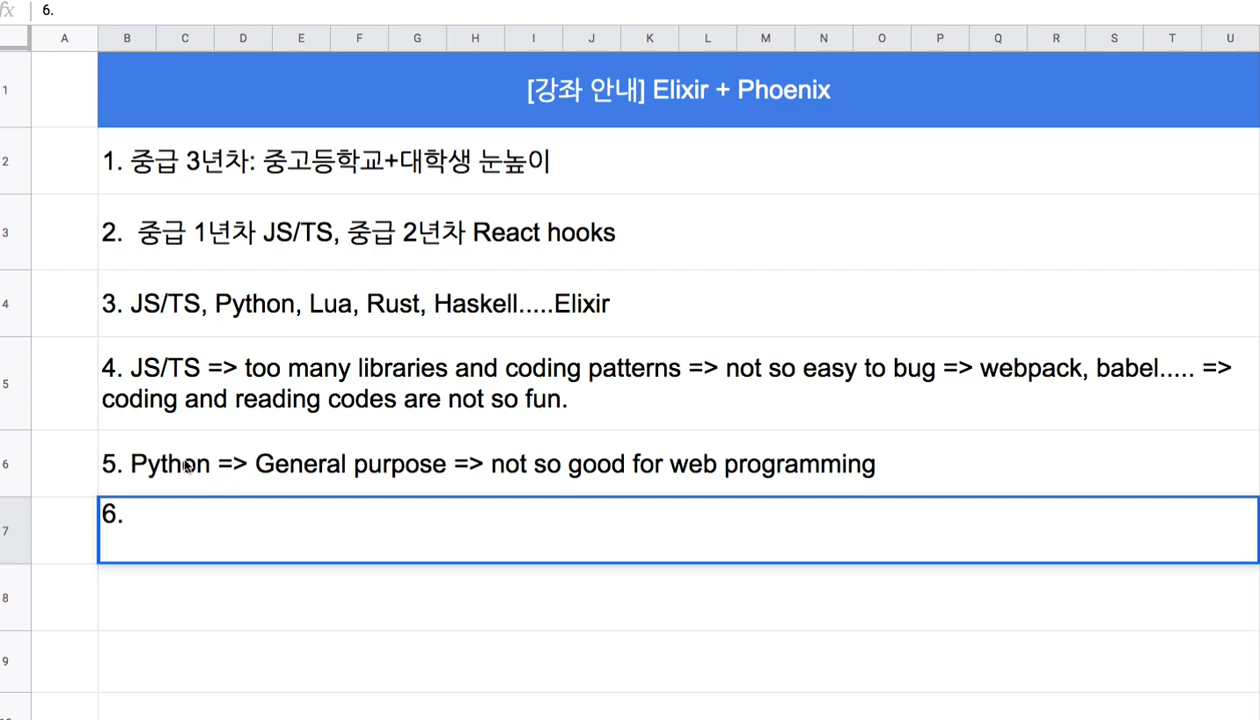 fx 6.
A B C D E F G H I J K L M N O P Q R S T U
1 [강좌 안내] Elixir + Phoenix
2 1. 중급 3년차: 중고등학교+대학생 눈높이
3 2. 중급 1년차 JS/TS, 중급 2년차 React hooks
4 3. JS/TS, Python, Lua, Rust, Haskell.....Elixir
4. JS/TS => too many libraries and coding patterns => not so easy to bug => webpack, babel..... =>
5 coding and reading codes are not so fun.
6 5. Python => General purpose => not so good for web programming
6.
7
8
9